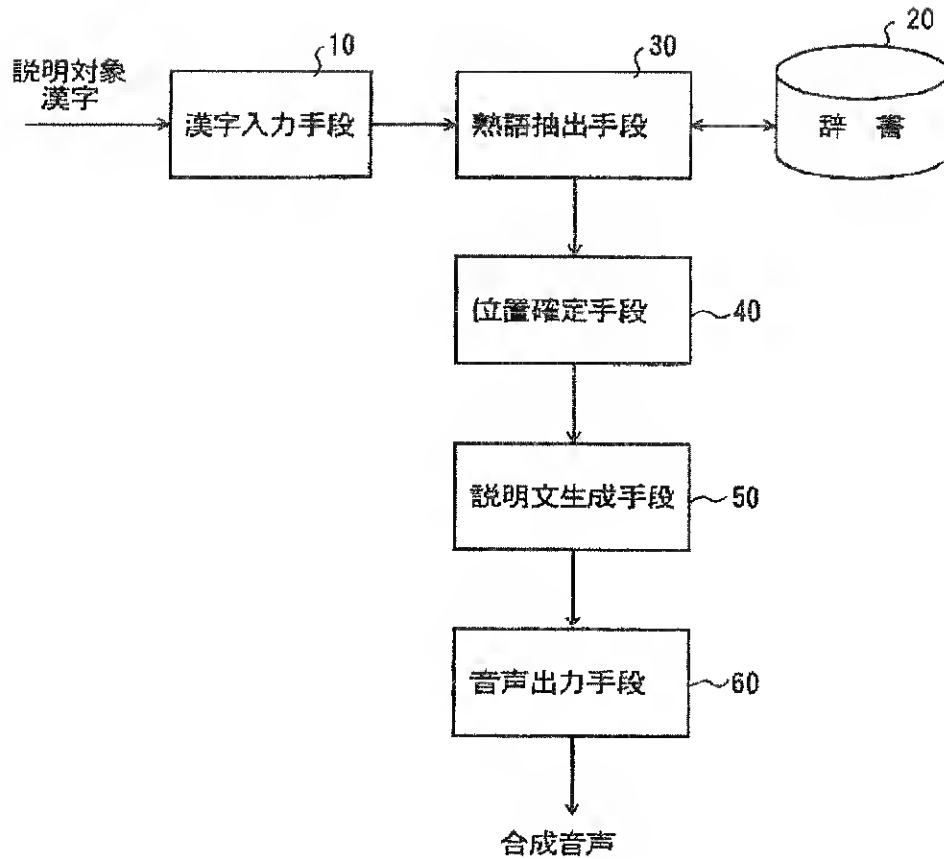 説明対象
漢字
10
漢字入力手段
30
熟語抽出手段
20
辞書
位置確定手段
40
説明文生成手段
50
音声出力手段
60
合成音声